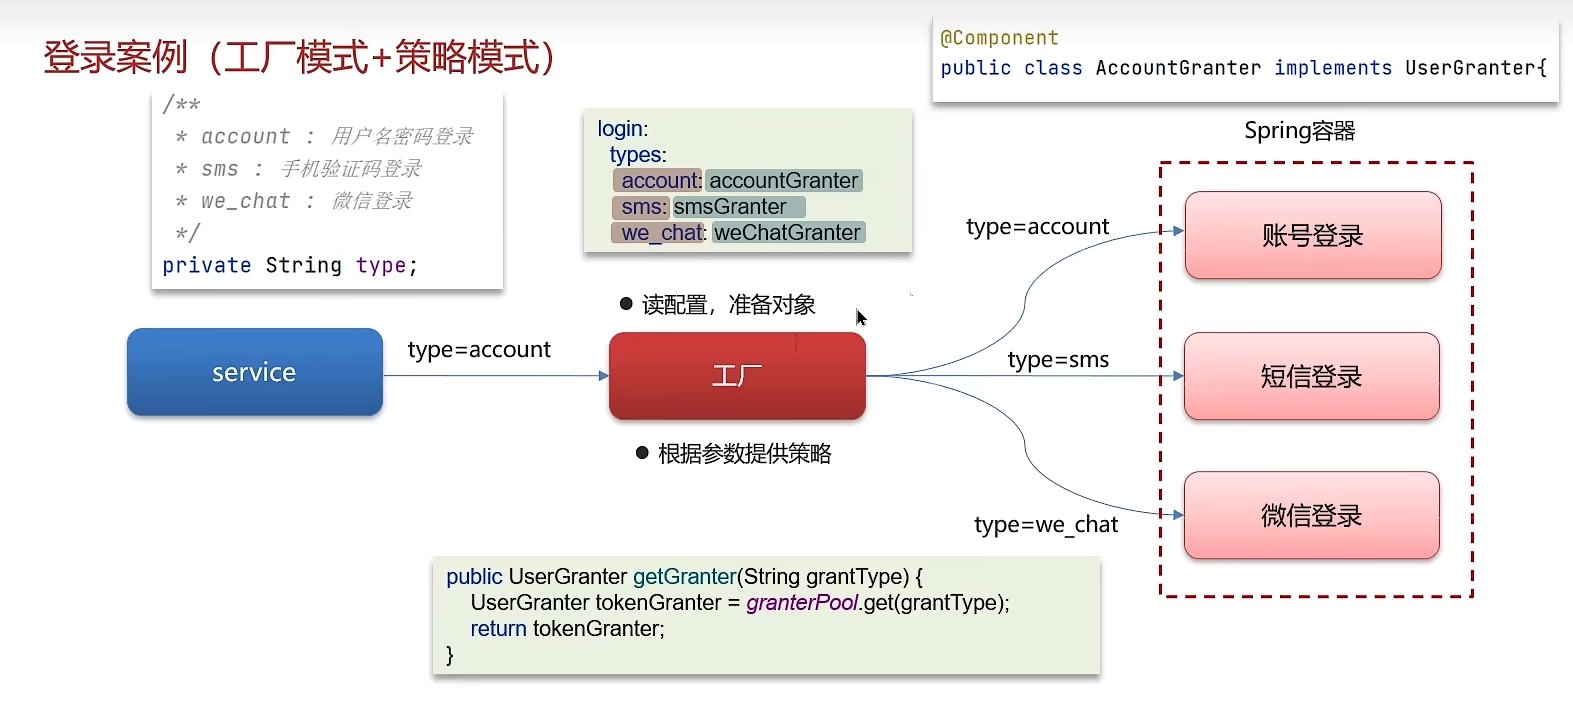 登录案例（工厂模式+策略模式）
@Component
public class AccountGranter implements UserGranter{
/**
* account : 用户名密码登录
* sms : 手机验证码登录
* we_chat : 微信登录
*/
private String type;
login:
types:
account: accountGranter
sms: smsGranter
we_chat: weChatGranter
Spring容器
type=account
账号登录
● 读配置，准备对象
service
type=account
工厂
type=sms
短信登录
● 根据参数提供策略
type=we_chat
微信登录
public UserGranter getGranter(String grantType) {
UserGranter tokenGranter = granterPool.get(grantType);
return tokenGranter;
}